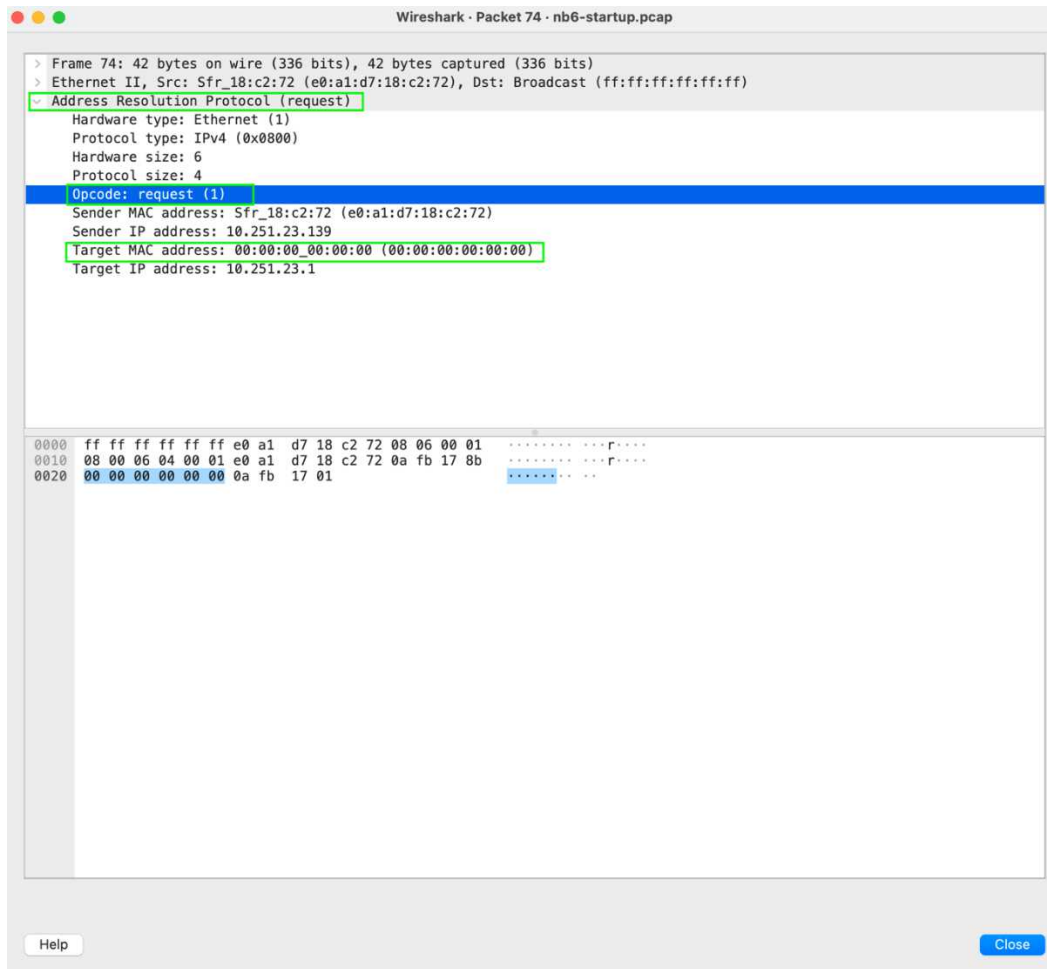 Wireshark · Packet 74 · nb6-startup.pcap
> Frame 74: 42 bytes on wire (336 bits), 42 bytes captured (336 bits)
> Ethernet II, Src: Sfr_18:c2:72 (e0:a1:d7:18:c2:72), Dst: Broadcast (ff:ff:ff:ff:ff:ff)
Address Resolution Protocol (request)
Hardware type: Ethernet (1)
Protocol type: IPv4 (0x0800)
Hardware size: 6
Protocol size: 4
Opcode: request (1)
Sender MAC address: Sfr_18:c2:72 (e0:a1:d7:18:c2:72)
Sender IP address: 10.251.23.139
Target MAC address: 00:00:00_00:00:00 (00:00:00:00:00:00)
Target IP address: 10.251.23.1
0000 ff ff ff ff ff ff e0 a1 d7 18 c2 72 08 06 00 01 ········ ···r····
0010 08 00 06 04 00 01 e0 a1 d7 18 c2 72 0a fb 17 8b ········ ···r····
0020 00 00 00 00 00 00 0a fb 17 01 ········ ··
Help
Close